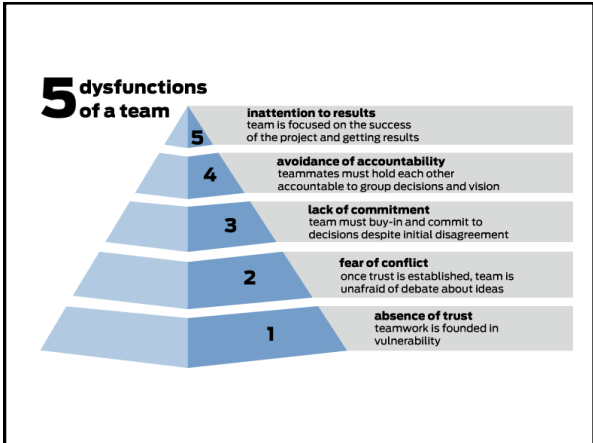 5 dysfunctions
of a team
5
inattention to results
team is focused on the success
of the project and getting results
4
avoidance of accountability
teammates must hold each other
accountable to group decisions and vision
3
lack of commitment
team must buy-in and commit to
decisions despite initial disagreement
2
fear of conflict
once trust is established, team is
unafraid of debate about ideas
1
absence of trust
teamwork is founded in
vulnerability